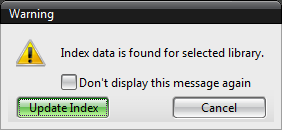 Warning
Index data is found for selected library.
Don't display this message again
Update Index
Cancel